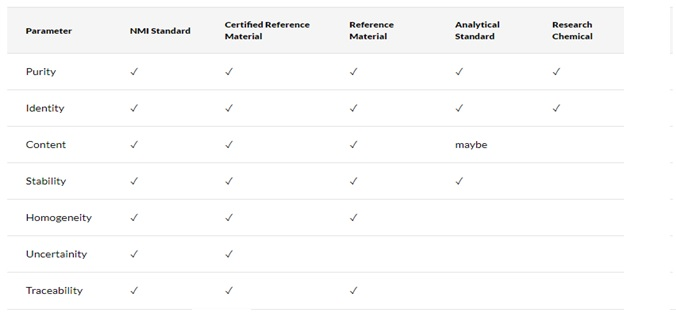 Parameter NMI Standard Certified Reference Material Reference Material Analytical Standard Research Chemical
Purity ✓ ✓ ✓ ✓ ✓
Identity ✓ ✓ ✓ ✓ ✓
Content ✓ ✓ ✓ maybe
Stability ✓ ✓ ✓ ✓
Homogeneity ✓ ✓ ✓
Uncertainity ✓ ✓
Traceability ✓ ✓ ✓